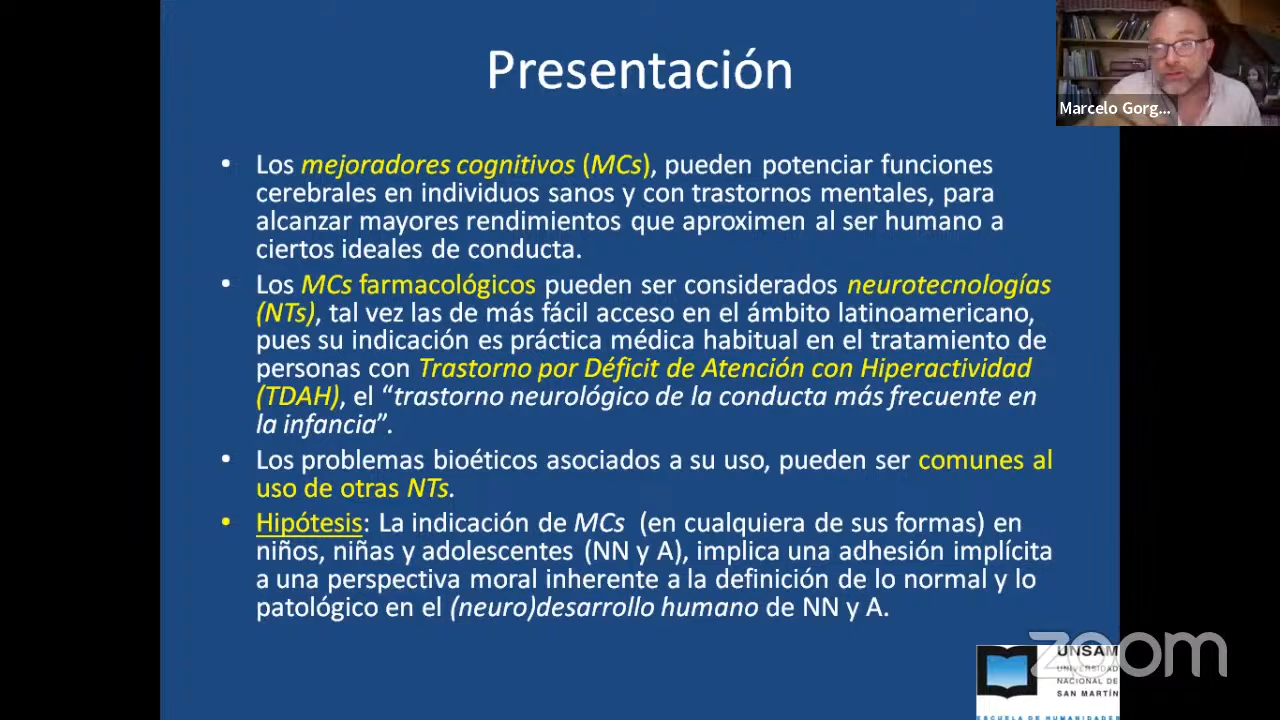 Presentación
Marcelo Gorg...
• Los mejoradores cognitivos (MCs), pueden potenciar funciones
cerebrales en individuos sanos y con trastornos mentales, para
alcanzar mayores rendimientos que aproximen al ser humano a
ciertos ideales de conducta.
• Los MCs farmacológicos pueden ser considerados neurotecnologías
(NTs), tal vez las de más fácil acceso en el ámbito latinoamericano,
pues su indicación es práctica médica habitual en el tratamiento de
personas con Trastorno por Déficit de Atención con Hiperactividad
(TDAH), el “trastorno neurológico de la conducta más frecuente en
la infancia”.
• Los problemas bioéticos asociados a su uso, pueden ser comunes al
uso de otras NTs.
• Hipótesis: La indicación de MCs (en cualquiera de sus formas) en
niños, niñas y adolescentes (NN y A), implica una adhesión implícita
a una perspectiva moral inherente a la definición de lo normal y lo
patológico en el (neuro)desarrollo humano de NN y A.
zoom
UNSAM
UNIVERSIDAD
NACIONAL DE
SAN MARTÍN
ESCUELA DE HUMANIDADES